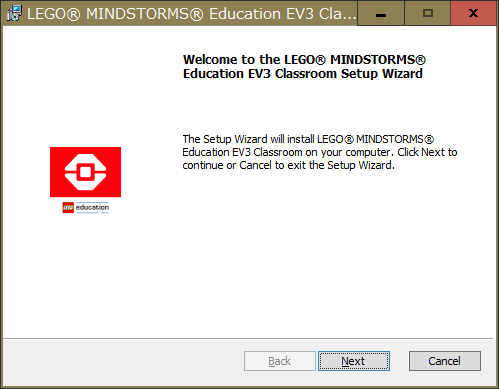 LEGO® MINDSTORMS® Education EV3 Cla...
Welcome to the LEGO® MINDSTORMS®
Education EV3 Classroom Setup Wizard
The Setup Wizard will install LEGO® MINDSTORMS®
Education EV3 Classroom on your computer. Click Next to
continue or Cancel to exit the Setup Wizard.
LEGO education
Back Next Cancel